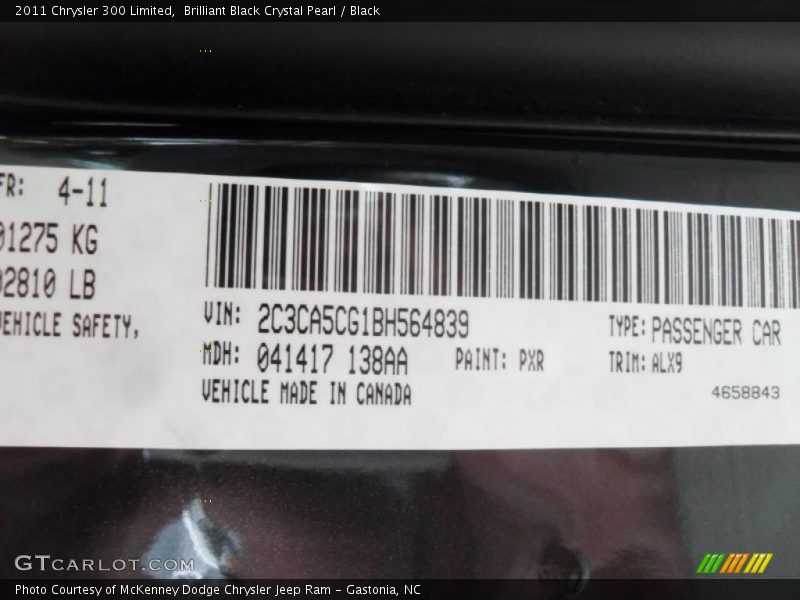 2011 Chrysler 300 Limited,  Brilliant Black Crystal Pearl / Black
FR: 4-11
01275 KG
02810 LB
VEHICLE SAFETY,
VIN: 2C3CA5CG1BH564839
TYPE: PASSENGER CAR
MDH: 041417 138AA
PAINT: PXR
TRIM: ALX9
VEHICLE MADE IN CANADA
4658843
GTCARLOT.COM
Photo Courtesy of McKenney Dodge Chrysler Jeep Ram - Gastonia, NC